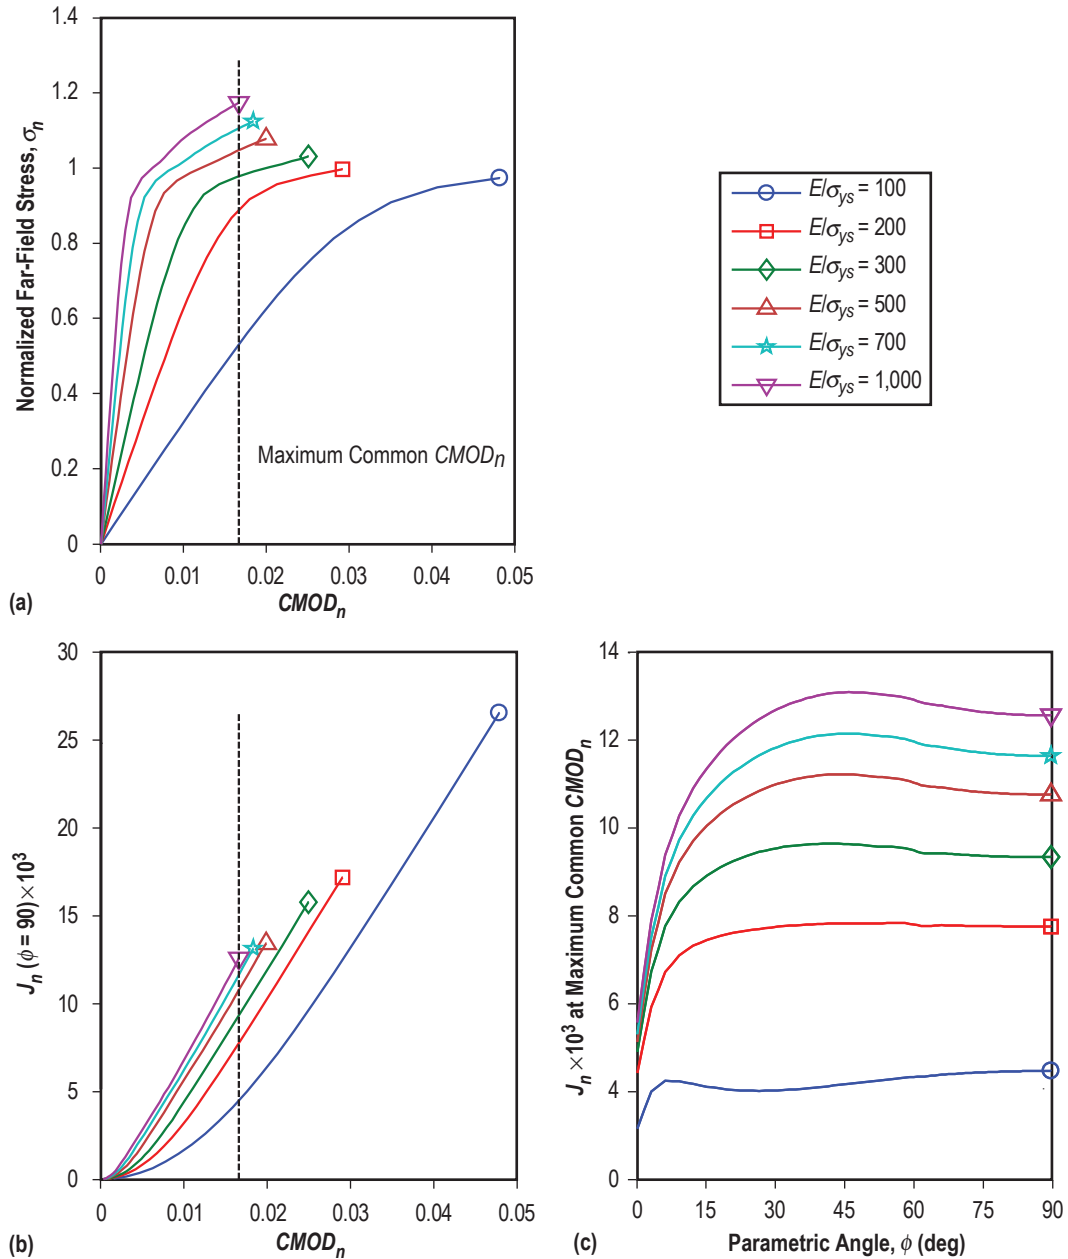 1.4
1.2
1
0.8
0.6
0.4
0.2
0
Normalized Far-Field Stress, σn
Maximum Common CMODn
0 0.01 0.02 0.03 0.04 0.05
CMODn
(a)
E/σys = 100
E/σys = 200
E/σys = 300
E/σys = 500
E/σys = 700
E/σys = 1,000
30
25
20
15
10
5
0
Jn (ϕ = 90) × 10³
0 0.01 0.02 0.03 0.04 0.05
CMODn
(b)
14
12
10
8
6
4
2
0
Jn × 10³ at Maximum Common CMODn
0 15 30 45 60 75 90
Parametric Angle, ϕ (deg)
(c)